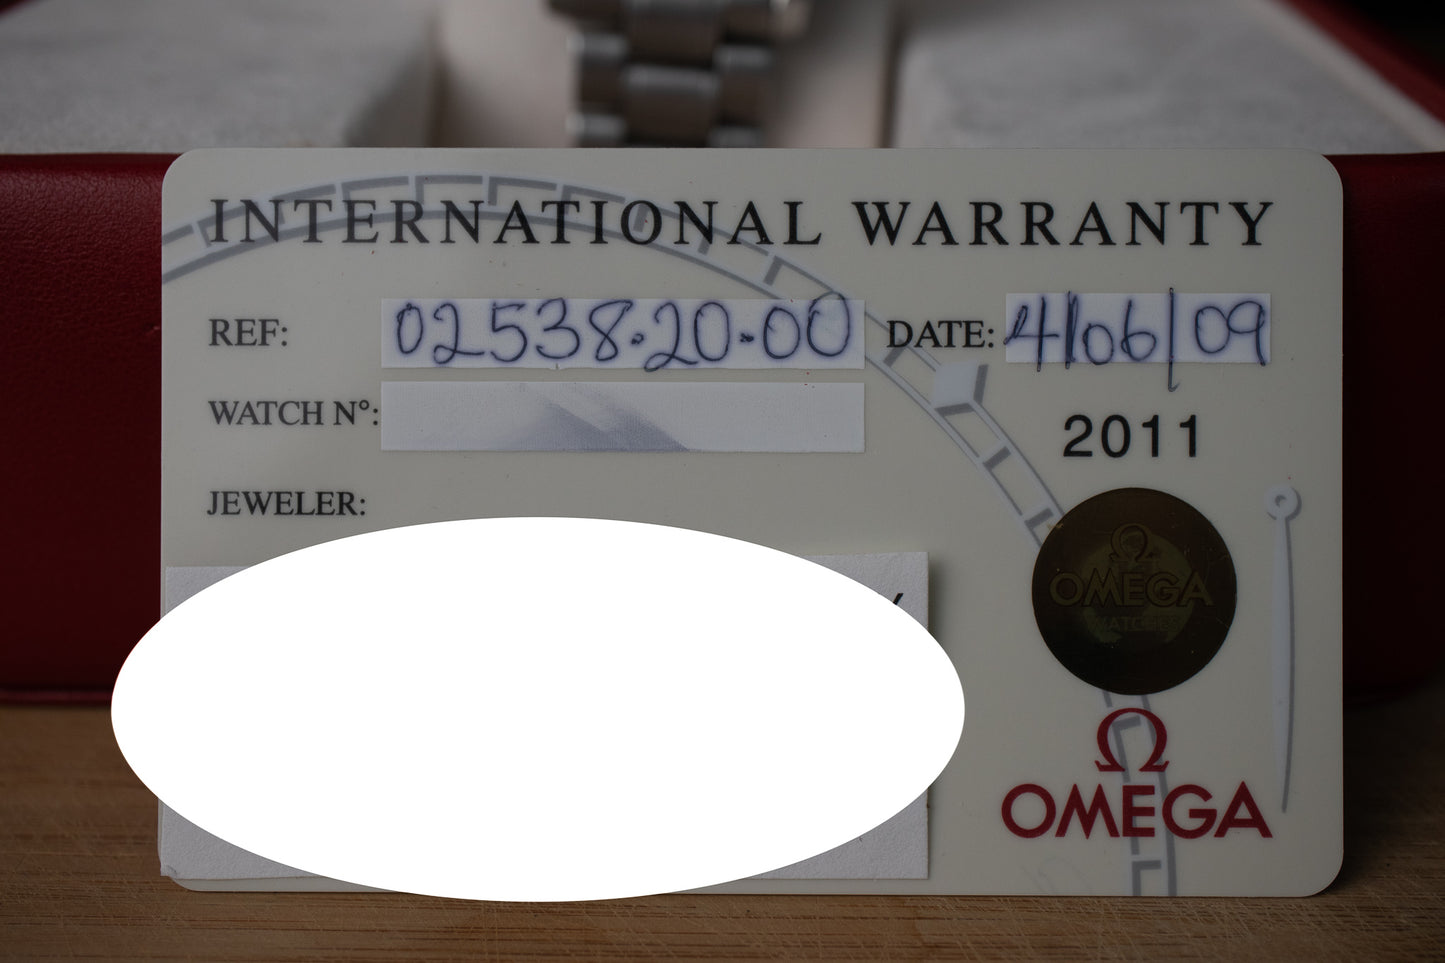 INTERNATIONAL WARRANTY
REF: 02538.20.00 DATE: 4/06/09
WATCH N°:
2011
JEWELER:
Ω
OMEGA
WATCHES
Ω
OMEGA